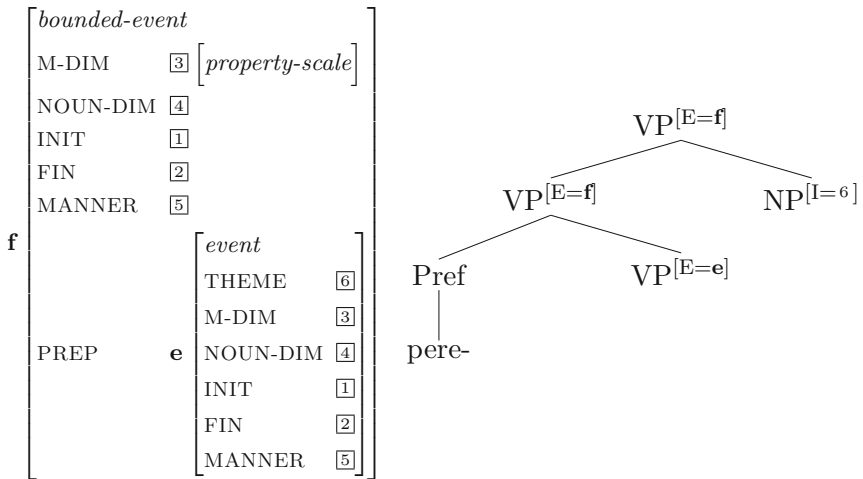 bounded-event
M-DIM 3 [property-scale]
NOUN-DIM 4
INIT 1
FIN 2
MANNER 5
f
PREP e
event
THEME 6
M-DIM 3
NOUN-DIM 4
INIT 1
FIN 2
MANNER 5
VP[E=f]
VP[E=f] NP[I=6]
Pref VP[E=e]
pere-